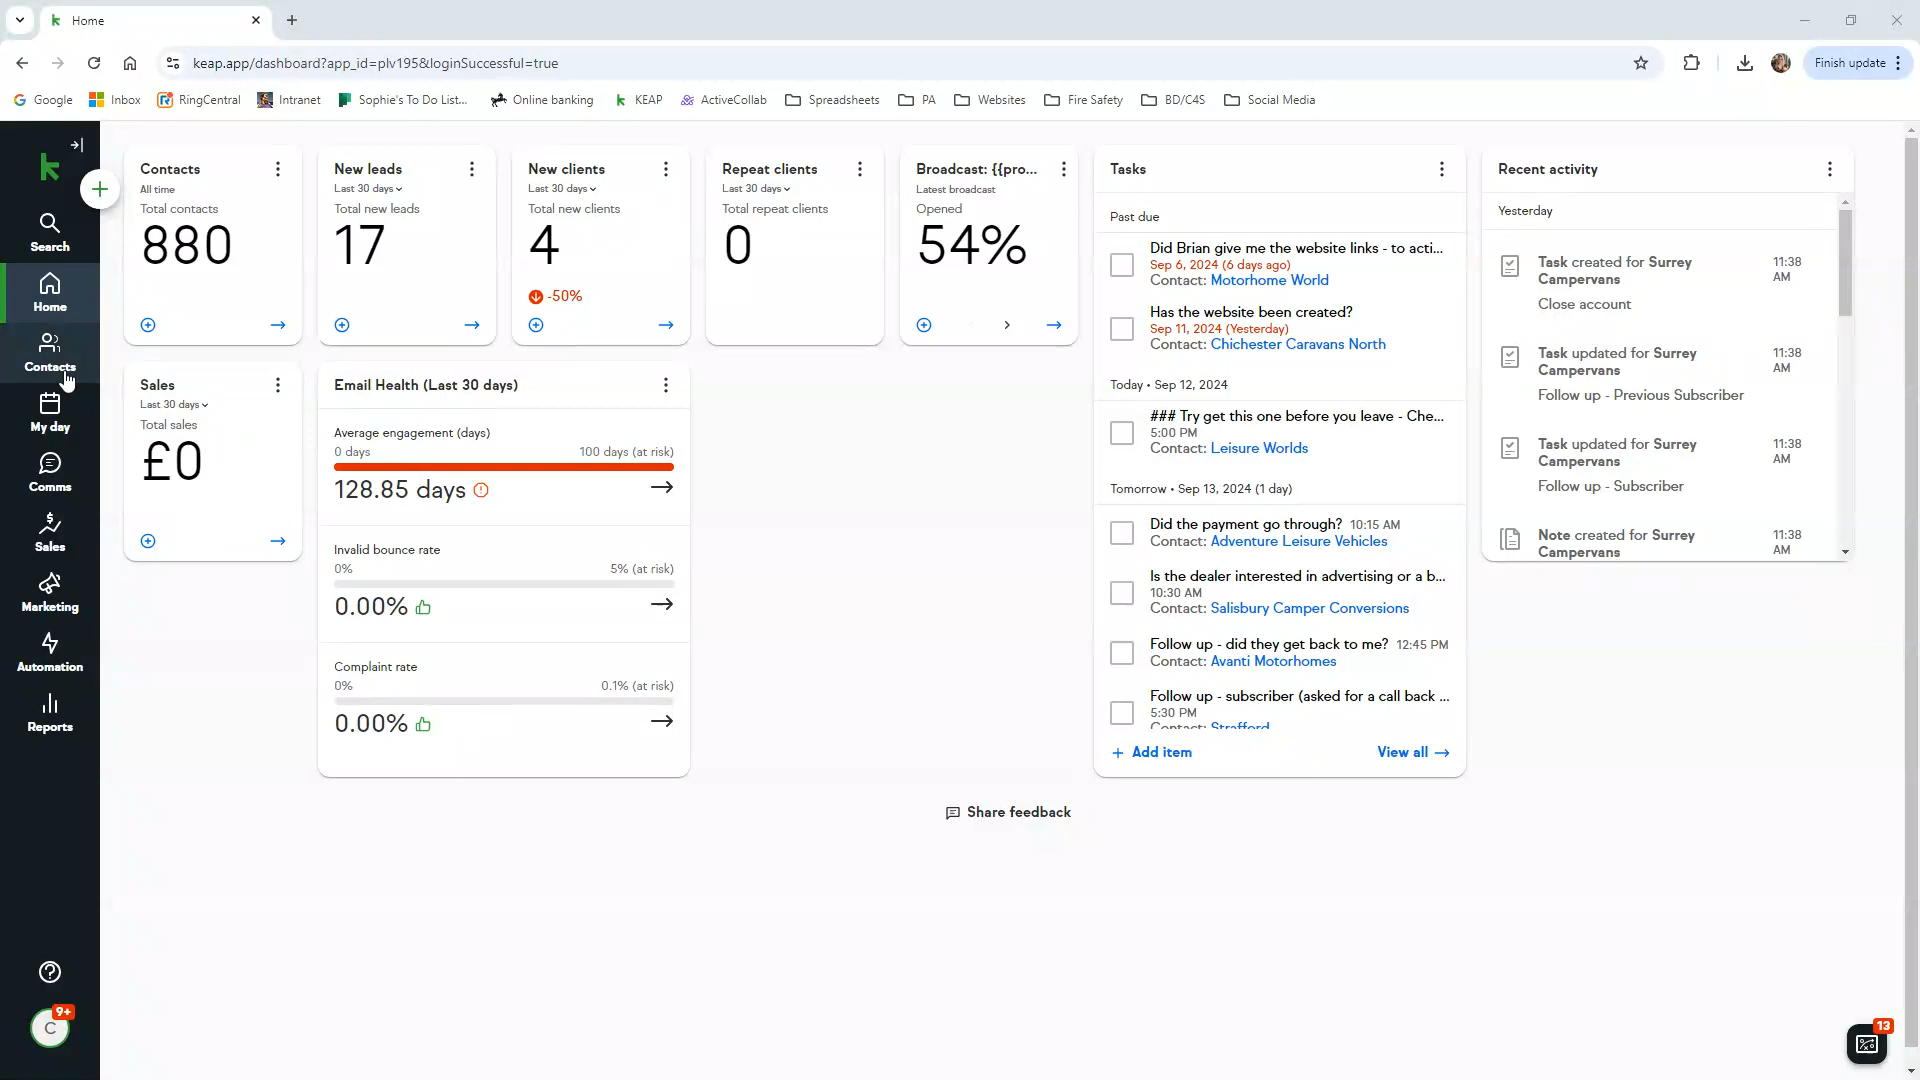 Home
keap.app/dashboard?app_id=plv195&loginSuccessful=true
Finish update
Google
Inbox
RingCentral
Intranet
Sophie's To Do List...
Online banking
KEAP
ActiveCollab
Spreadsheets
PA
Websites
Fire Safety
BD/C4S
Social Media
Search
Home
Contacts
My day
Comms
Sales
Marketing
Automation
Reports
C
9+
Contacts
All time
Total contacts
880
New leads
Last 30 days
Total new leads
17
New clients
Last 30 days
Total new clients
4
-50%
Repeat clients
Last 30 days
Total repeat clients
0
Broadcast: {{pro...
Latest broadcast
Opened
54%
Sales
Last 30 days
Total sales
£0
Email Health (Last 30 days)
Average engagement (days)
0 days
100 days (at risk)
128.85 days
Invalid bounce rate
0%
5% (at risk)
0.00%
Complaint rate
0%
0.1% (at risk)
0.00%
Tasks
Past due
Did Brian give me the website links - to acti...
Sep 6, 2024 (6 days ago)
Contact: Motorhome World
Has the website been created?
Sep 11, 2024 (Yesterday)
Contact: Chichester Caravans North
Today • Sep 12, 2024
### Try get this one before you leave - Che...
5:00 PM
Contact: Leisure Worlds
Tomorrow • Sep 13, 2024 (1 day)
Did the payment go through? 10:15 AM
Contact: Adventure Leisure Vehicles
Is the dealer interested in advertising or a b...
10:30 AM
Contact: Salisbury Camper Conversions
Follow up - did they get back to me? 12:45 PM
Contact: Avanti Motorhomes
Follow up - subscriber (asked for a call back ...
5:30 PM
Contact: Strafford
+ Add item
View all
Recent activity
Yesterday
Task created for Surrey
Campervans
11:38
AM
Close account
Task updated for Surrey
Campervans
11:38
AM
Follow up - Previous Subscriber
Task updated for Surrey
Campervans
11:38
AM
Follow up - Subscriber
Note created for Surrey
Campervans
11:38
AM
Share feedback
13